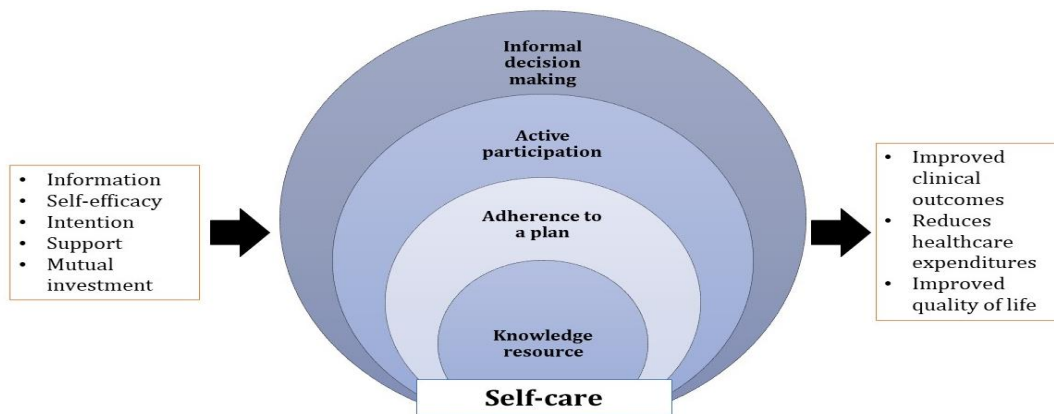 • Information
• Self-efficacy
• Intention
• Support
• Mutual
investment
Informal
decision
making
Active
participation
Adherence to
a plan
Knowledge
resource
Self-care
• Improved
clinical
outcomes
• Reduces
healthcare
expenditures
• Improved
quality of life